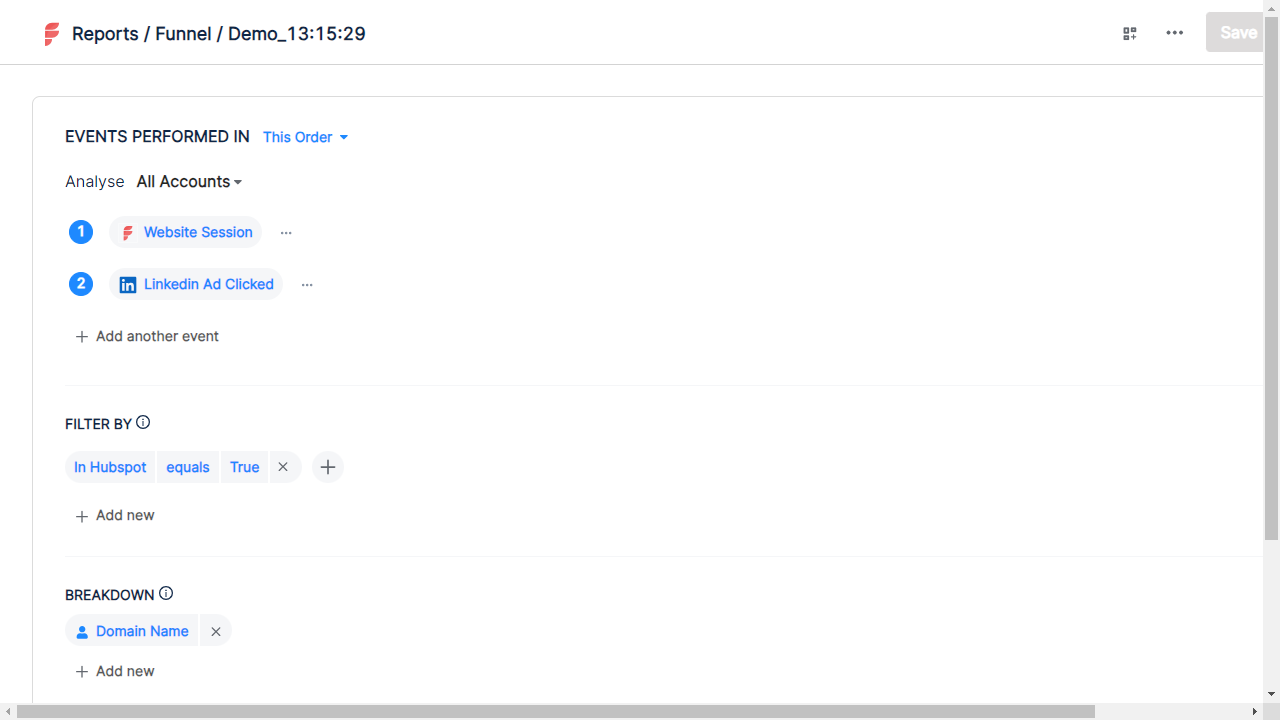 Reports / Funnel / Demo_13:15:29
Save
EVENTS PERFORMED IN This Order
Analyse All Accounts
1 Website Session ...
2 in Linkedin Ad Clicked ...
+ Add another event
FILTER BY
In Hubspot equals True × +
+ Add new
BREAKDOWN
Domain Name ×
+ Add new